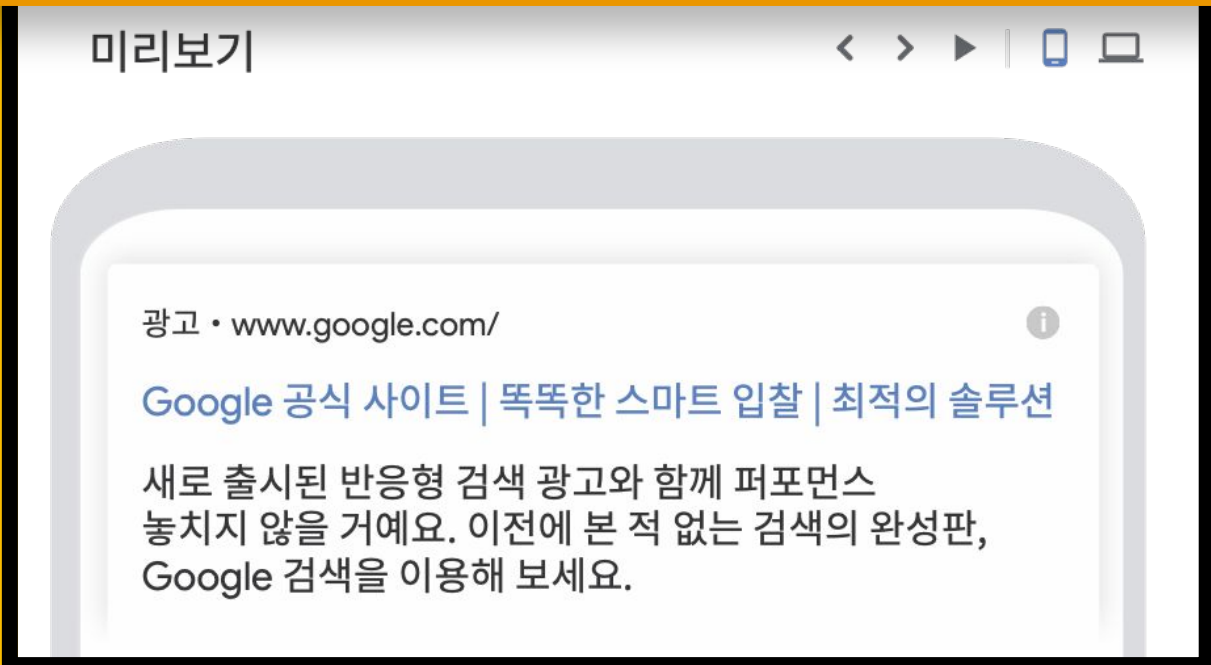 미리보기
광고 • www.google.com/
Google 공식 사이트 | 똑똑한 스마트 입찰 | 최적의 솔루션
새로 출시된 반응형 검색 광고와 함께 퍼포먼스
놓치지 않을 거예요. 이전에 본 적 없는 검색의 완성판,
Google 검색을 이용해 보세요.